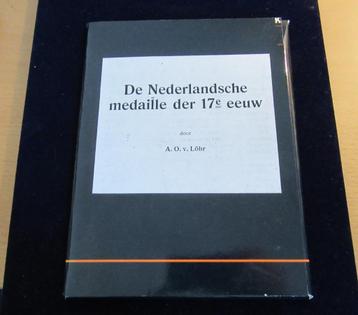 K
De Nederlandsche
medaille der 17e eeuw
door
A. O. v. Löhr